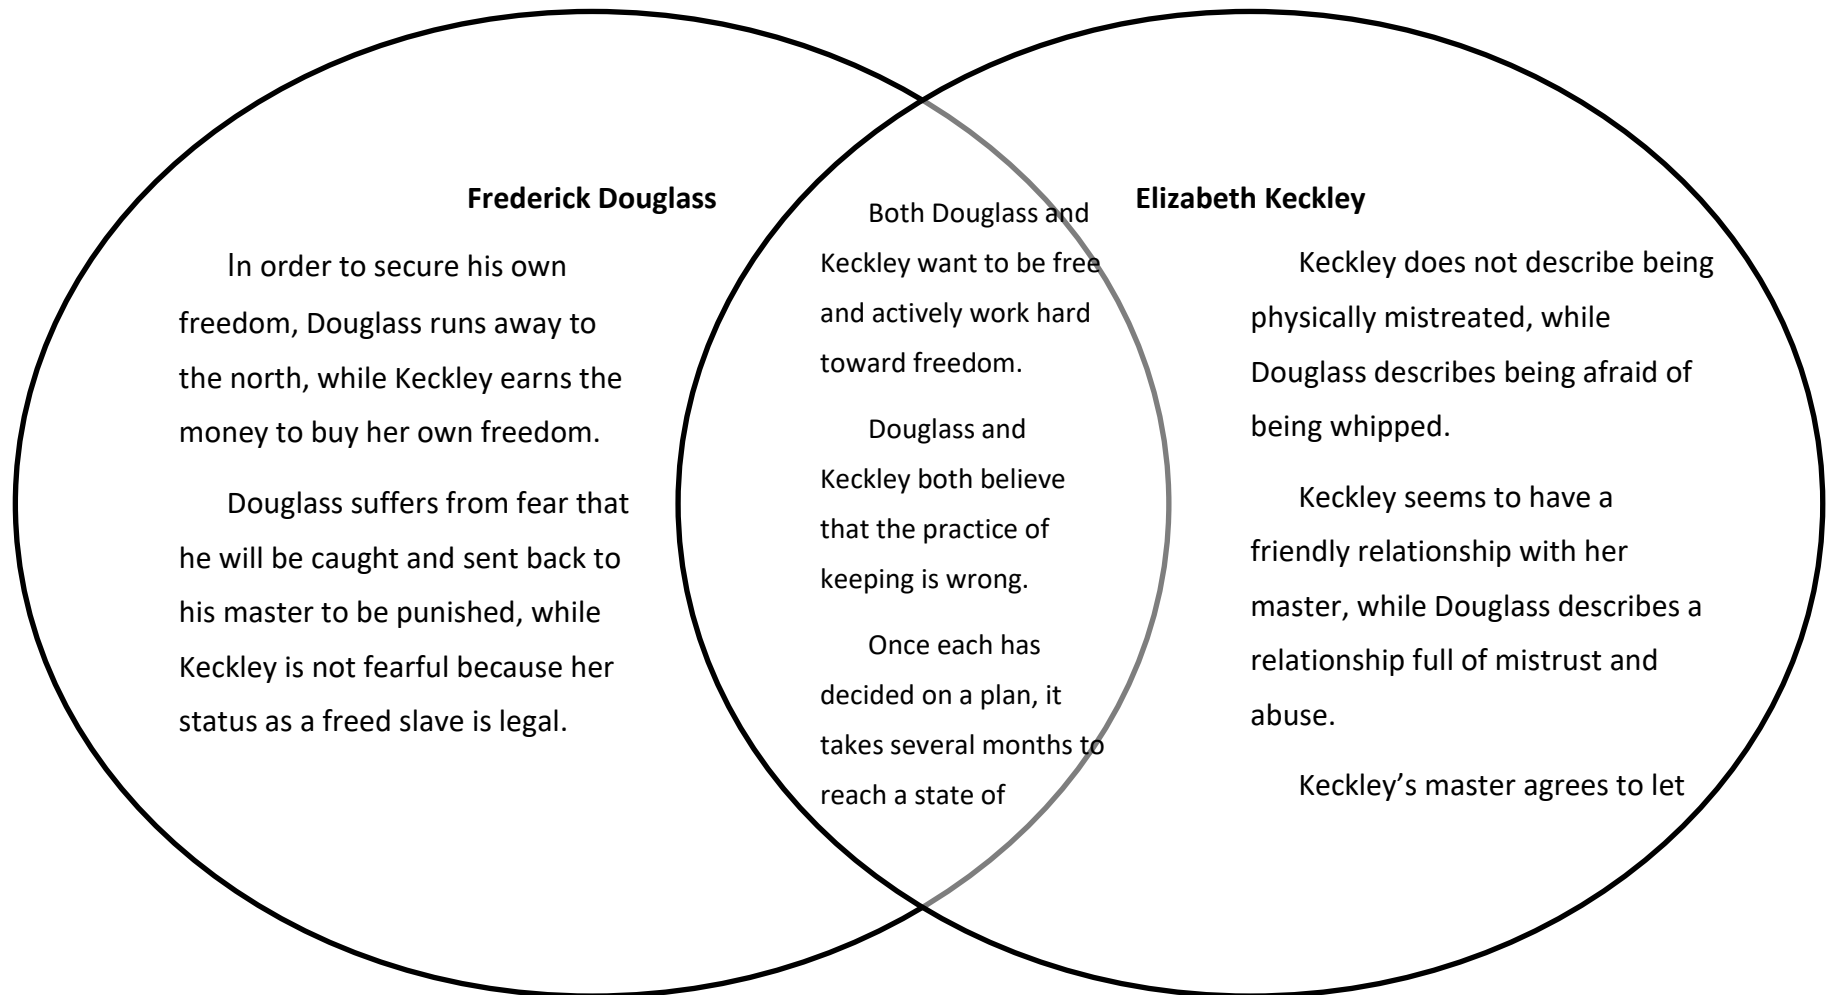 Frederick Douglass
In order to secure his own
freedom, Douglass runs away to
the north, while Keckley earns the
money to buy her own freedom.
Douglass suffers from fear that
he will be caught and sent back to
his master to be punished, while
Keckley is not fearful because her
status as a freed slave is legal.
Both Douglass and
Keckley want to be free
and actively work hard
toward freedom.
Douglass and
Keckley both believe
that the practice of
keeping is wrong.
Once each has
decided on a plan, it
takes several months to
reach a state of
Elizabeth Keckley
Keckley does not describe being
physically mistreated, while
Douglass describes being afraid of
being whipped.
Keckley seems to have a
friendly relationship with her
master, while Douglass describes a
relationship full of mistrust and
abuse.
Keckley’s master agrees to let